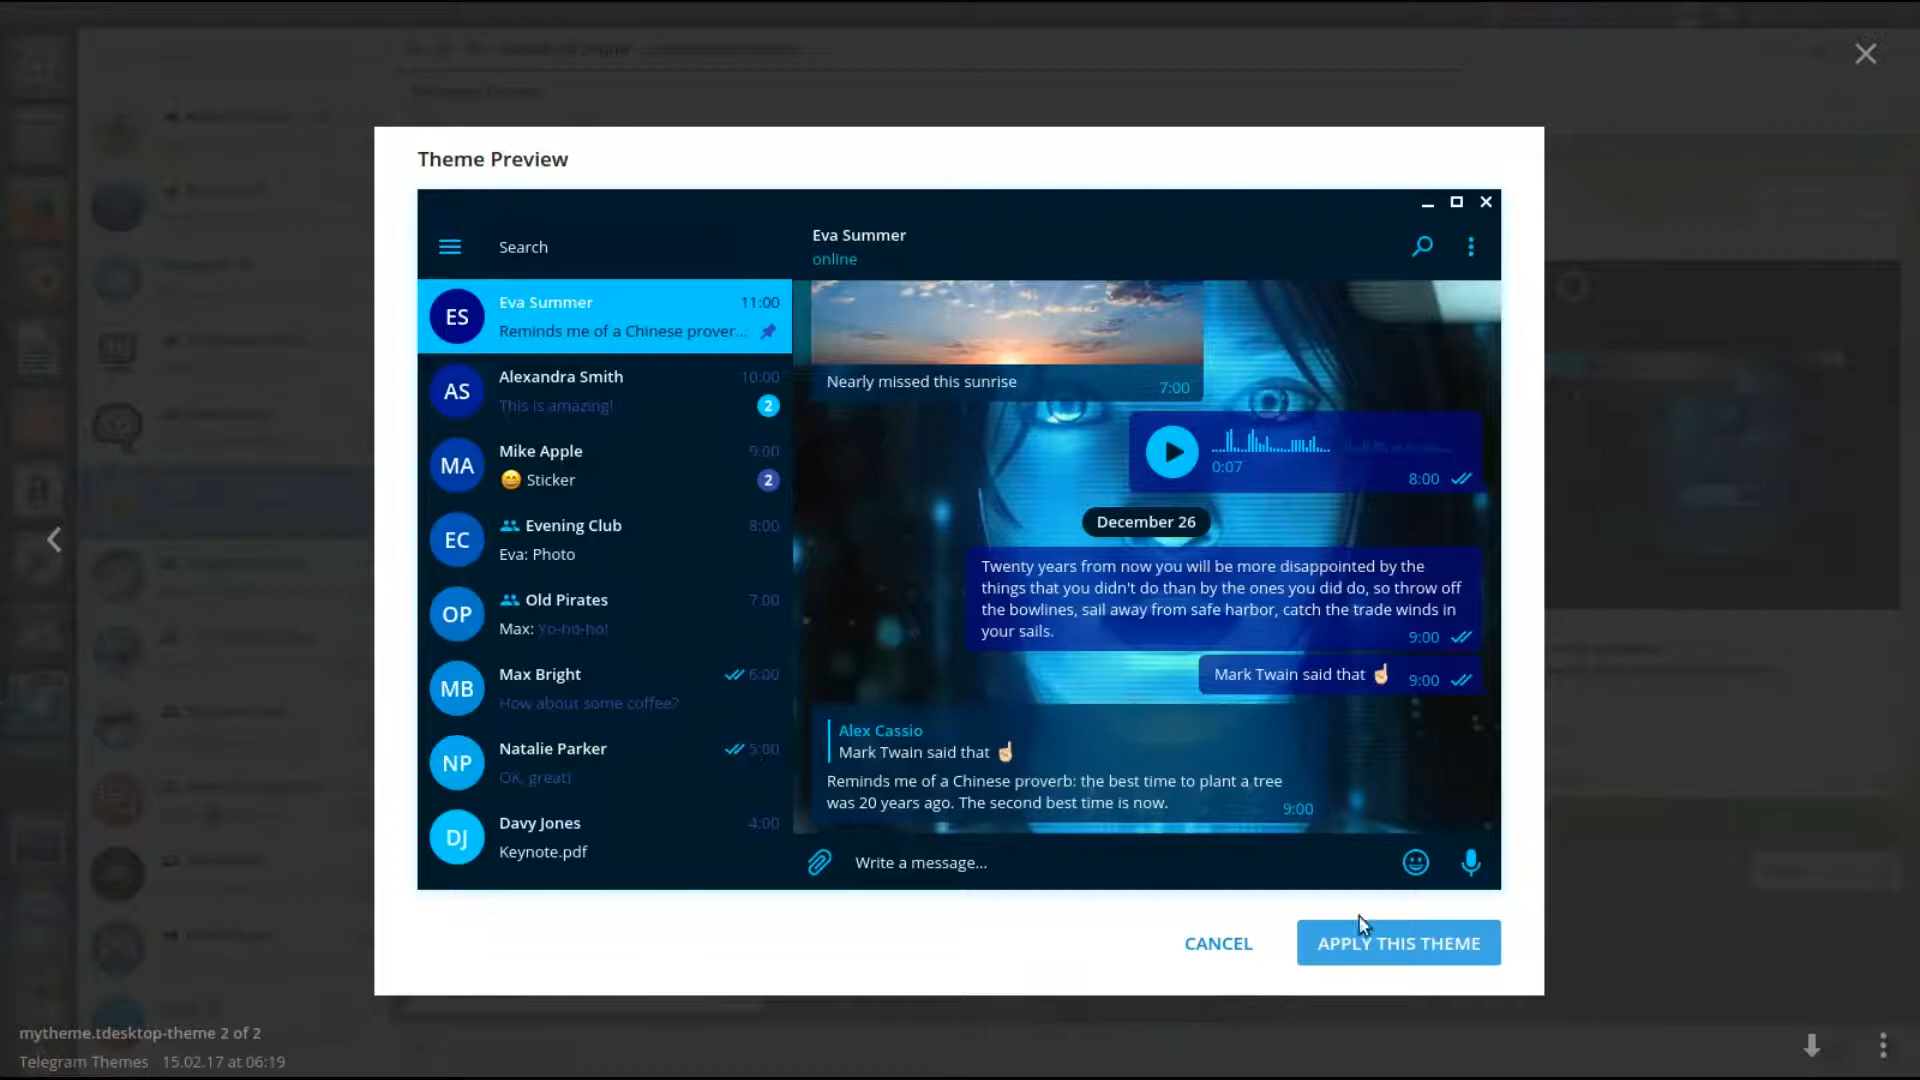 Theme Preview
Search
Eva Summer
online
Eva Summer 11:00
Reminds me of a Chinese prover...
Alexandra Smith 10:00
This is amazing! 2
Mike Apple 9:00
😄 Sticker 2
Evening Club 8:00
Eva: Photo
Old Pirates 7:00
Max: Yo-ho-ho!
Max Bright 6:00
How about some coffee?
Natalie Parker 5:00
OK, great)
Davy Jones 4:00
Keynote.pdf
ES
AS
MA
EC
OP
MB
NP
DJ
Nearly missed this sunrise
7:00
0:07
8:00
December 26
Twenty years from now you will be more disappointed by the
things that you didn't do than by the ones you did do, so throw off
the bowlines, sail away from safe harbor, catch the trade winds in
your sails.
9:00
Mark Twain said that ☝🏻 9:00
Alex Cassio
Mark Twain said that ☝🏻
Reminds me of a Chinese proverb: the best time to plant a tree
was 20 years ago. The second best time is now.
9:00
Write a message...
CANCEL
APPLY THIS THEME
mytheme.tdesktop-theme 2 of 2
Telegram Themes 15.02.17 at 06:19